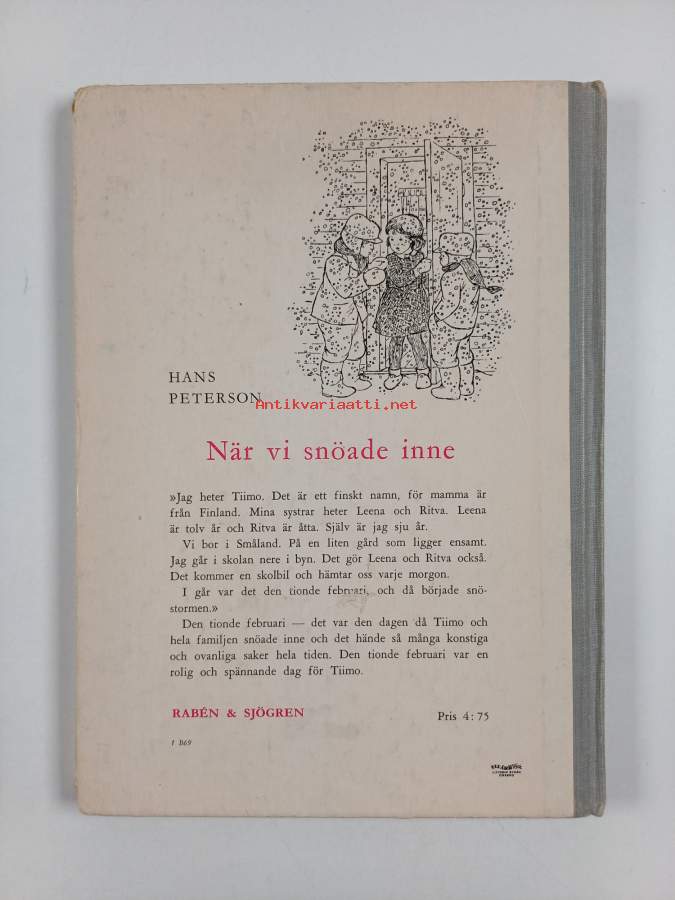 HANS
PETERSON
Antikvariaatti.net
När vi snöade inne
»Jag heter Tiimo. Det är ett finskt namn, för mamma är
från Finland. Mina systrar heter Leena och Ritva. Leena
är tolv år och Ritva är åtta. Själv är jag sju år.
Vi bor i Småland. På en liten gård som ligger ensamt.
Jag går i skolan nere i byn. Det gör Leena och Ritva också.
Det kommer en skolbil och hämtar oss varje morgon.
I går var det den tionde februari, och då började snö-
stormen.»
Den tionde februari — det var den dagen då Tiimo och
hela familjen snöade inne och det hände så många konstiga
och ovanliga saker hela tiden. Den tionde februari var en
rolig och spännande dag för Tiimo.
RABÉN & SJÖGREN
Pris 4:75
1 B69